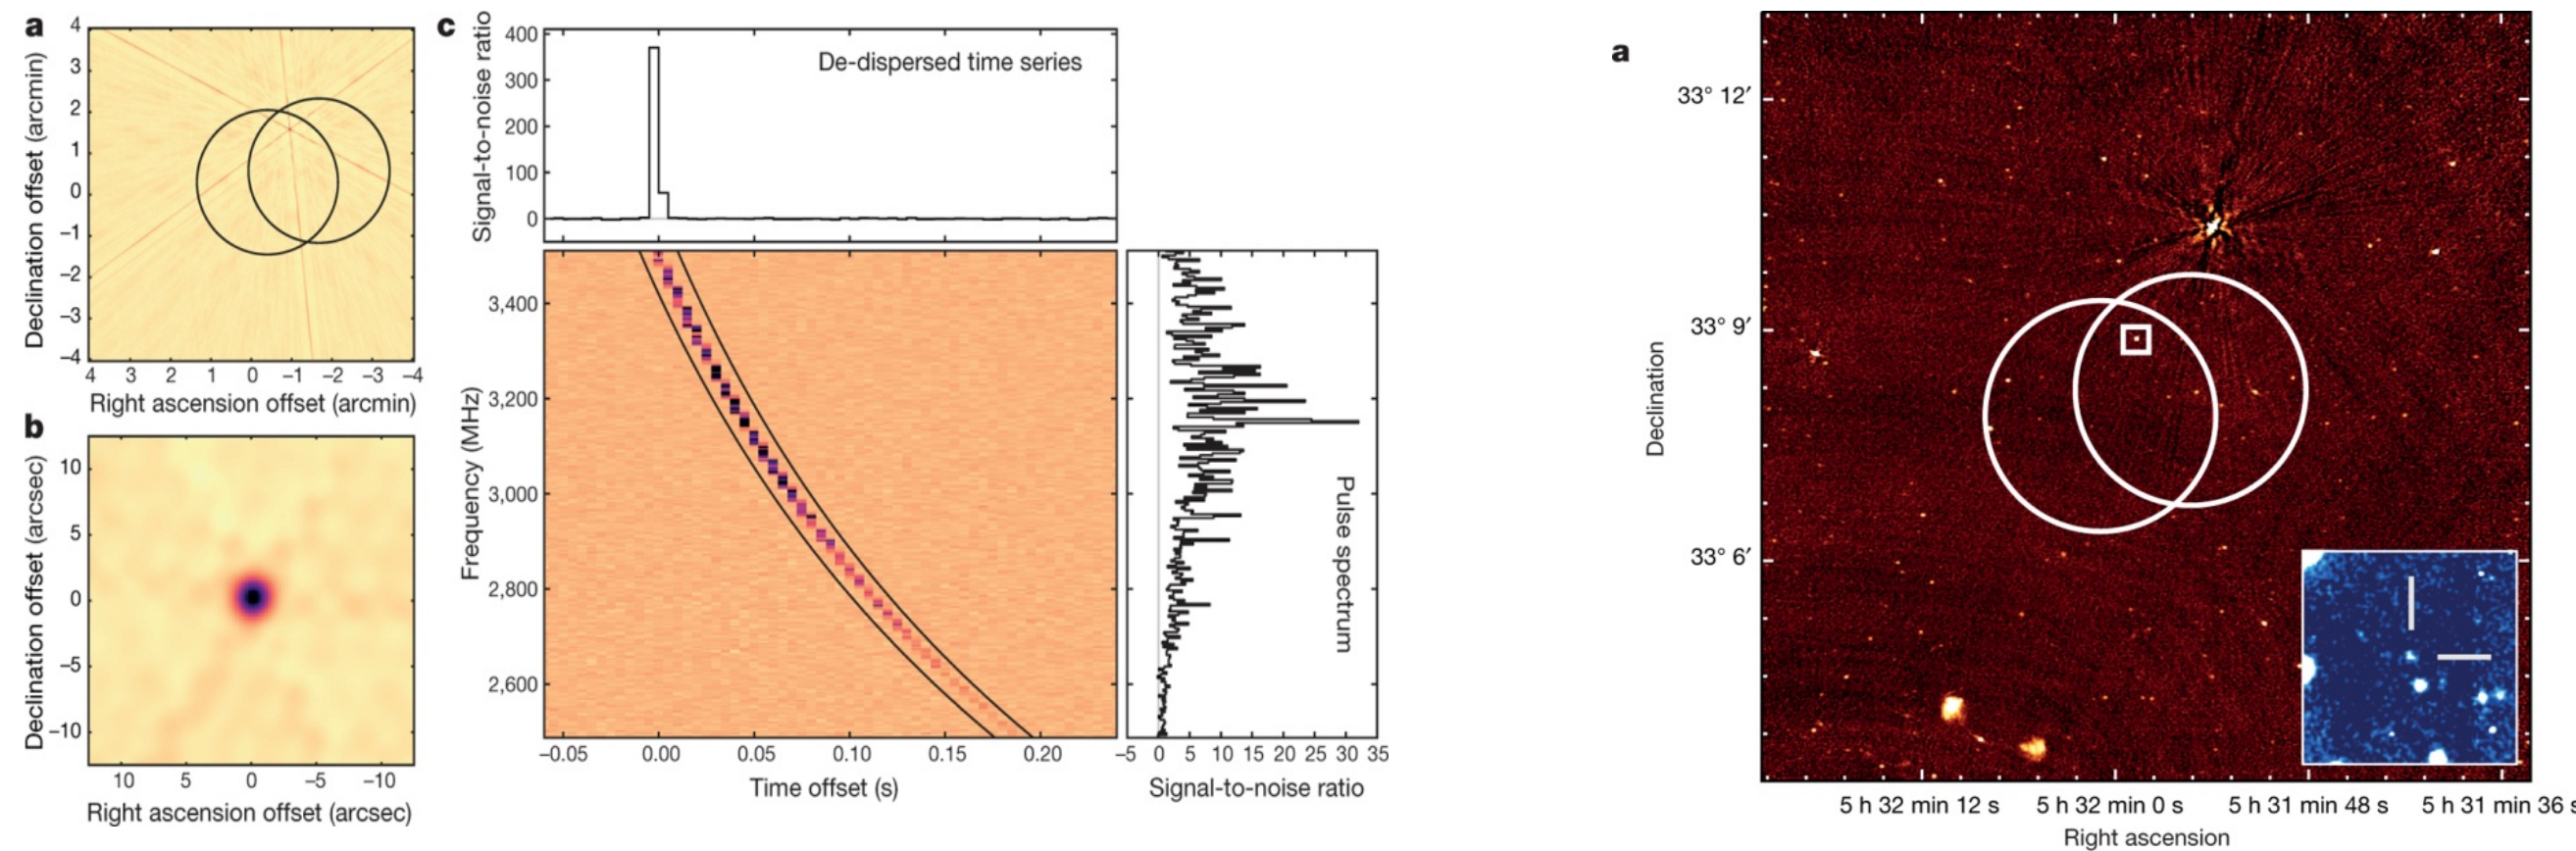 a
4
3
2
1
0
−1
−2
−3
−4
Declination offset (arcmin)
4 3 2 1 0 −1 −2 −3 −4
Right ascension offset (arcmin)
b
10
5
0
−5
−10
Declination offset (arcsec)
10 5 0 −5 −10
Right ascension offset (arcsec)
c
400
300
200
100
0
Signal-to-noise ratio
De-dispersed time series
3,400
3,200
3,000
2,800
2,600
Frequency (MHz)
−0.05 0.00 0.05 0.10 0.15 0.20
Time offset (s)
Pulse spectrum
−5 0 5 10 15 20 25 30 35
Signal-to-noise ratio
a
33° 12′
33° 9′
33° 6′
Declination
5 h 32 min 12 s 5 h 32 min 0 s 5 h 31 min 48 s 5 h 31 min 36 s
Right ascension